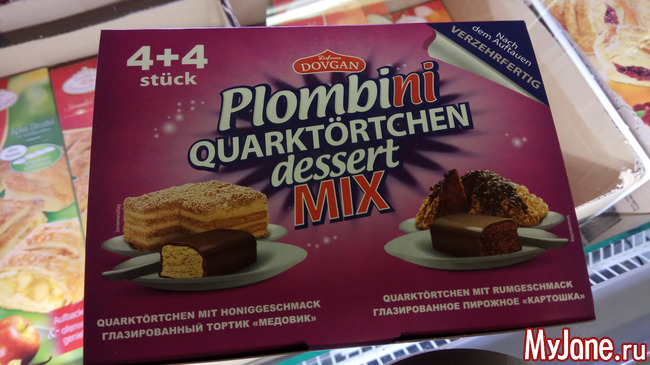 4+4
stück
DOVGAN
Nach
dem Auftauen
VERZEHRFERTIG
Plombini
QUARKTÖRTCHEN
dessert
MIX
QUARKTÖRTCHEN MIT HONIGGESCHMACK
ГЛАЗИРОВАННЫЙ ТОРТИК «МЕДОВИК»
QUARKTÖRTCHEN MIT RUMGESCHMACK
ГЛАЗИРОВАННОЕ ПИРОЖНОЕ «КАРТОШКА»
MyJane.ru